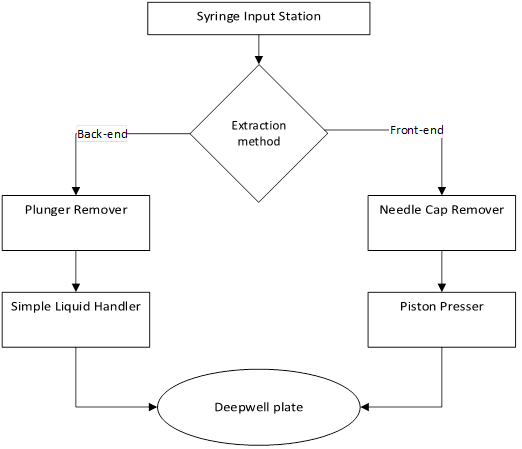 Syringe Input Station
Extraction
method
Back-end
Front-end
Plunger Remover
Needle Cap Remover
Simple Liquid Handler
Piston Presser
Deepwell plate